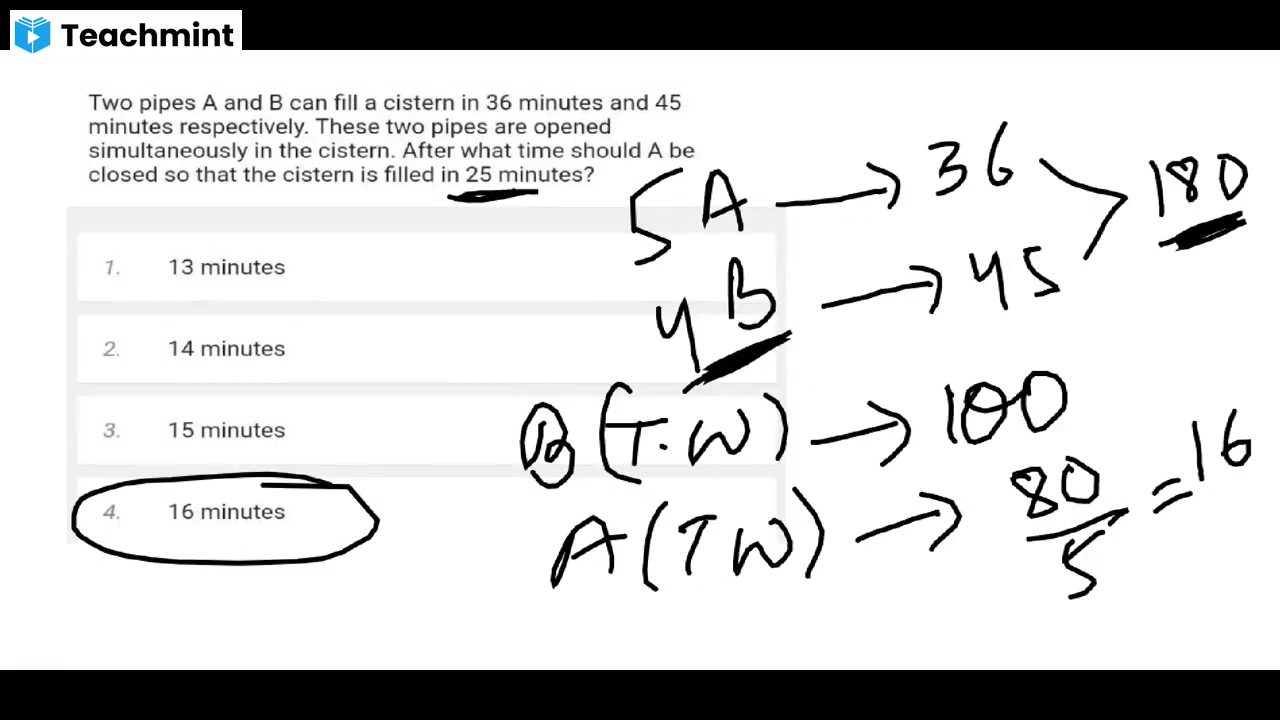 Teachmint
Two pipes A and B can fill a cistern in 36 minutes and 45
minutes respectively. These two pipes are opened
simultaneously in the cistern. After what time should A be
closed so that the cistern is filled in 25 minutes?
1. 13 minutes
2. 14 minutes
3. 15 minutes
4. 16 minutes
5 A → 36
180
4 B → 45
B (T.W) → 100
A (TW) → 80/5 = 16